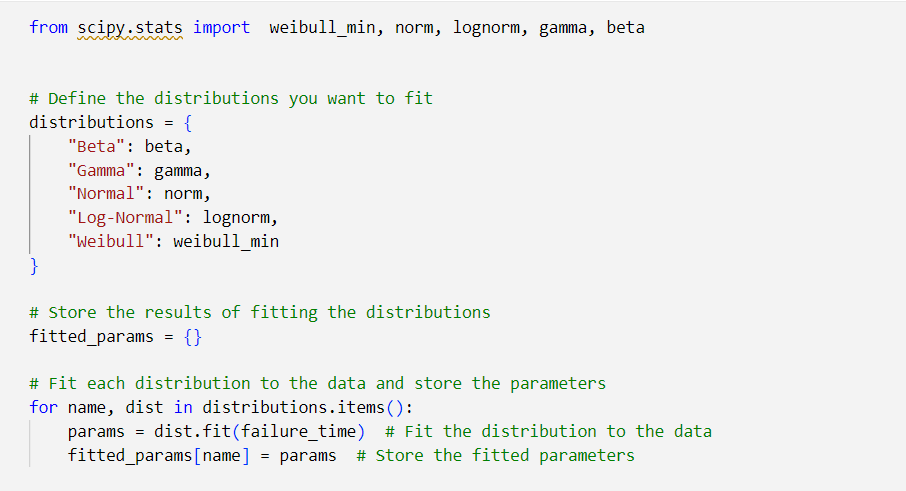 from scipy.stats import  weibull_min, norm, lognorm, gamma, beta
# Define the distributions you want to fit
distributions = {
    "Beta": beta,
    "Gamma": gamma,
    "Normal": norm,
    "Log-Normal": lognorm,
    "Weibull": weibull_min
}
# Store the results of fitting the distributions
fitted_params = {}
# Fit each distribution to the data and store the parameters
for name, dist in distributions.items():
    params = dist.fit(failure_time)  # Fit the distribution to the data
    fitted_params[name] = params  # Store the fitted parameters